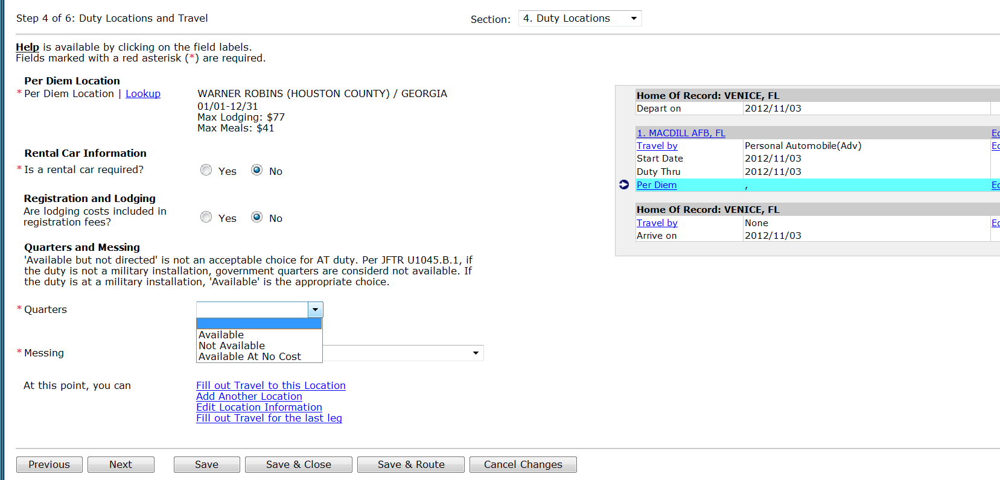 Step 4 of 6: Duty Locations and Travel
Section: 4. Duty Locations
Help is available by clicking on the field labels.
Fields marked with a red asterisk (*) are required.
Per Diem Location
* Per Diem Location | Lookup
WARNER ROBINS (HOUSTON COUNTY) / GEORGIA
01/01-12/31
Max Lodging: $77
Max Meals: $41
Rental Car Information
* Is a rental car required? Yes No
Registration and Lodging
Are lodging costs included in
registration fees?
Yes No
Quarters and Messing
'Available but not directed' is not an acceptable choice for AT duty. Per JFTR U1045.B.1, if
the duty is not a military installation, government quarters are considerd not available. If
the duty is at a military installation, 'Available' is the appropriate choice.
* Quarters
Available
Not Available
Available At No Cost
* Messing
At this point, you can
Fill out Travel to this Location
Add Another Location
Edit Location Information
Fill out Travel for the last leg
Home Of Record: VENICE, FL
Depart on 2012/11/03
1. MACDILL AFB, FL
Travel by Personal Automobile(Adv)
Start Date 2012/11/03
Duty Thru 2012/11/03
Per Diem ,
Home Of Record: VENICE, FL
Travel by None
Arrive on 2012/11/03
Previous Next Save Save & Close Save & Route Cancel Changes